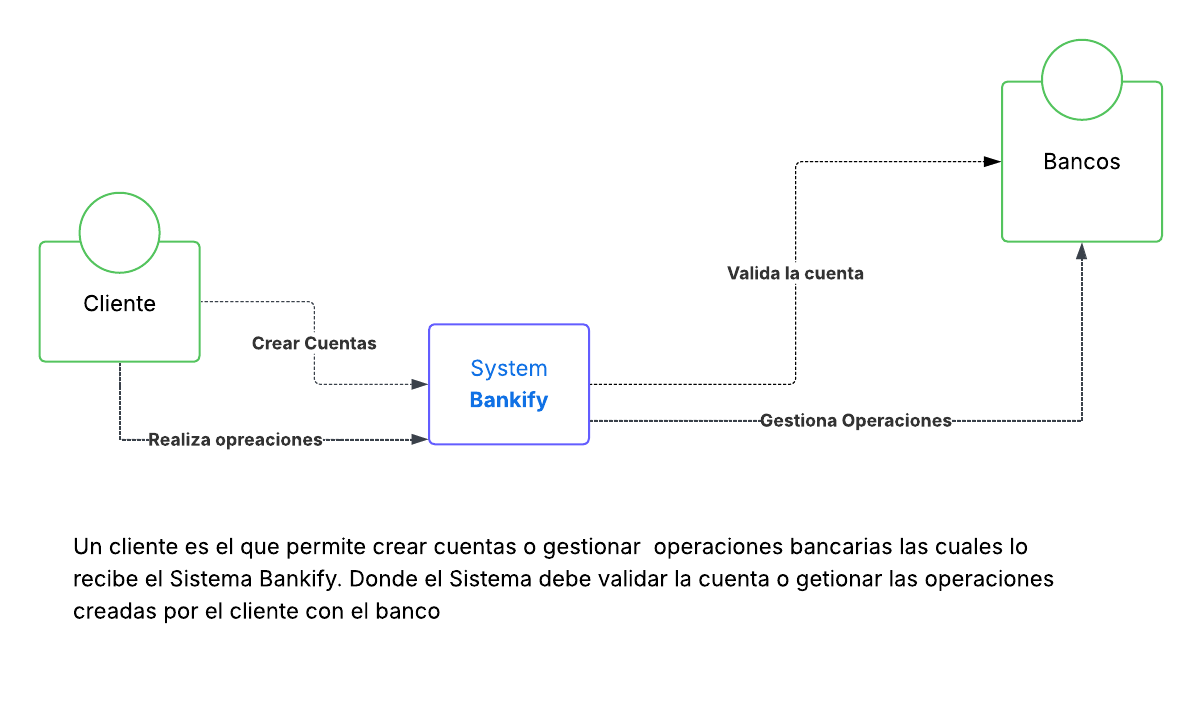 Bancos
Cliente
Valida la cuenta
Crear Cuentas
System
Bankify
Gestiona Operaciones
Realiza opreaciones
Un cliente es el que permite crear cuentas o gestionar  operaciones bancarias las cuales lo
recibe el Sistema Bankify. Donde el Sistema debe validar la cuenta o getionar las operaciones
creadas por el cliente con el banco